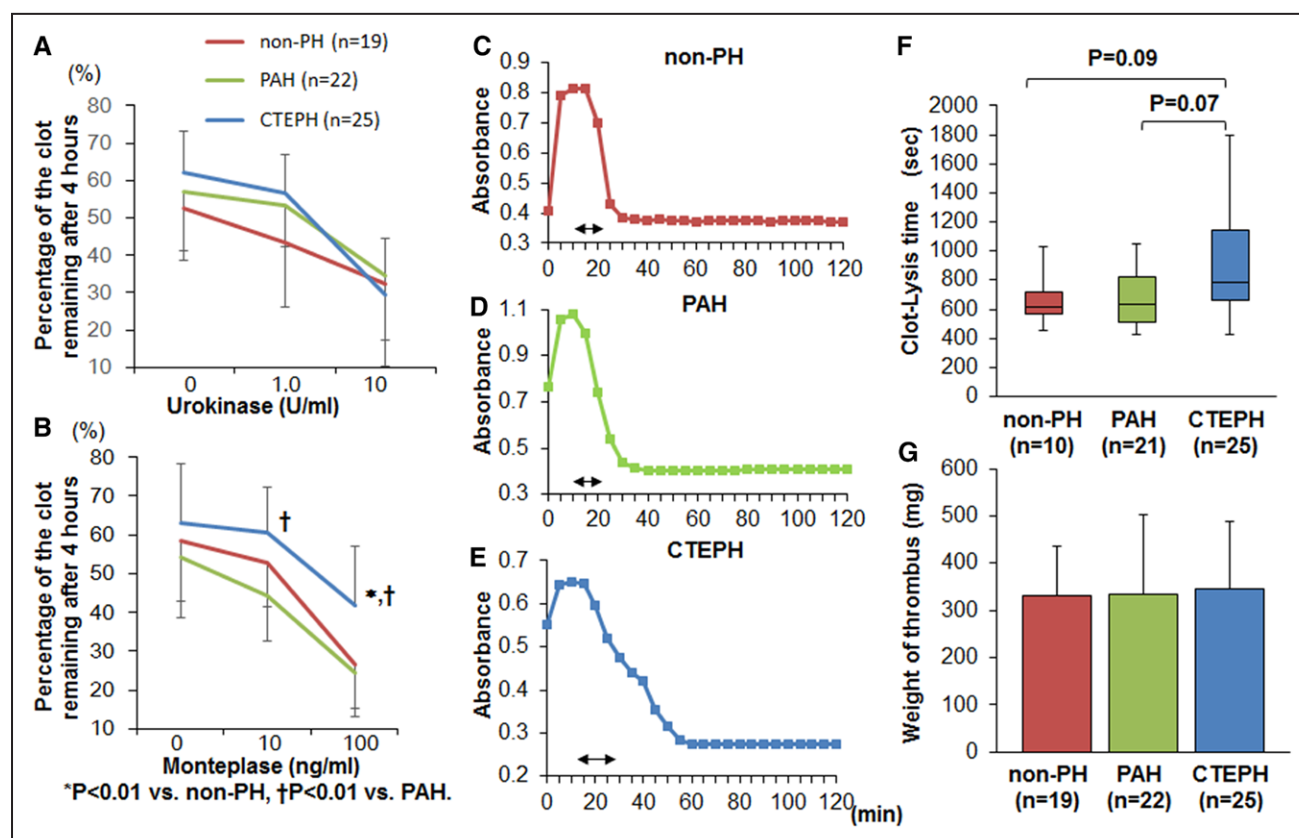 A
non-PH (n=19)
PAH (n=22)
CTEPH (n=25)
(%)
Percentage of the clot
remaining after 4 hours
80
70
60
50
40
30
20
10
0 1.0 10
Urokinase (U/ml)
B
(%)
Percentage of the clot
remaining after 4 hours
80
70
60
50
40
30
20
10
0 10 100
†
*,†
Monteplase (ng/ml)
*P<0.01 vs. non-PH, †P<0.01 vs. PAH.
C
non-PH
Absorbance
0.9
0.8
0.7
0.6
0.5
0.4
0.3
0 20 40 60 80 100 120
D
PAH
Absorbance
1.1
0.9
0.7
0.5
0.3
0 20 40 60 80 100 120
E
CTEPH
Absorbance
0.7
0.6
0.5
0.4
0.3
0.2
0 20 40 60 80 100 120
(min)
F
P=0.09
P=0.07
Clot-Lysis time (sec)
2000
1800
1600
1400
1200
1000
800
600
400
200
0
non-PH PAH CTEPH
(n=10) (n=21) (n=25)
G
Weight of thrombus (mg)
600
500
400
300
200
100
0
non-PH PAH CTEPH
(n=19) (n=22) (n=25)